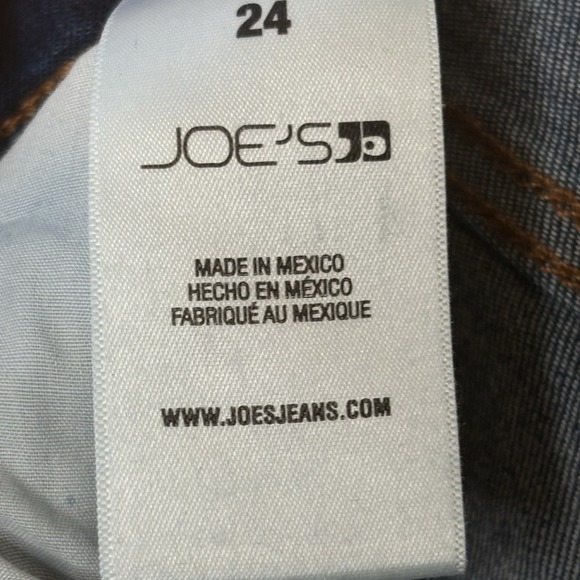 24
JOE'S
MADE IN MEXICO
HECHO EN MÉXICO
FABRIQUÉ AU MEXIQUE
WWW.JOESJEANS.COM